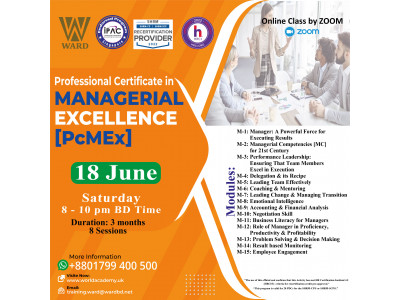 WARD
IPAC
RECERTIFICATION
PROVIDER
h
Online Class by ZOOM
zoom
Professional Certificate in
MANAGERIAL
EXCELLENCE
[PcMEx]
18 June
Saturday
8 - 10 pm BD Time
Duration: 3 months
8 Sessions
More Information
+8801799 400 500
Modules:
M-1: Manager: A Powerful Force for
Executing Results
M-2: Managerial Competencies [MC]
for 21st Century
M-3: Performance Leadership:
Ensuring That Team Members
Excel in Execution
M-4: Delegation & its Recipe
M-5: Leading Team Effectively
M-6: Coaching & Mentoring
M-7: Leading Change & Managing Transition
M-8: Emotional Intelligence
M-9: Accounting & Financial Analysis
M-10: Negotiation Skill
M-11: Business Literacy for Managers
M-12: Role of Manager in Proficiency,
Productivity & Profitability
M-13: Problem Solving & Decision Making
M-14: Result based Monitoring
M-15: Employee Engagement